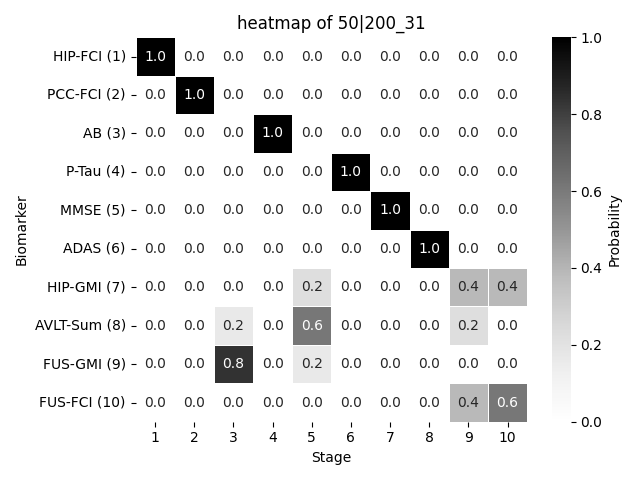 heatmap of 50|200_31
HIP-FCI (1) 1.0 0.0 0.0 0.0 0.0 0.0 0.0 0.0 0.0 0.0
PCC-FCI (2) 0.0 1.0 0.0 0.0 0.0 0.0 0.0 0.0 0.0 0.0
AB (3) 0.0 0.0 0.0 1.0 0.0 0.0 0.0 0.0 0.0 0.0
P-Tau (4) 0.0 0.0 0.0 0.0 0.0 1.0 0.0 0.0 0.0 0.0
MMSE (5) 0.0 0.0 0.0 0.0 0.0 0.0 1.0 0.0 0.0 0.0
ADAS (6) 0.0 0.0 0.0 0.0 0.0 0.0 0.0 1.0 0.0 0.0
HIP-GMI (7) 0.0 0.0 0.0 0.0 0.2 0.0 0.0 0.0 0.4 0.4
AVLT-Sum (8) 0.0 0.0 0.2 0.0 0.6 0.0 0.0 0.0 0.2 0.0
FUS-GMI (9) 0.0 0.0 0.8 0.0 0.2 0.0 0.0 0.0 0.0 0.0
FUS-FCI (10) 0.0 0.0 0.0 0.0 0.0 0.0 0.0 0.0 0.4 0.6
1 2 3 4 5 6 7 8 9 10
Stage
Biomarker
1.0
0.8
0.6
0.4
0.2
0.0
Probability